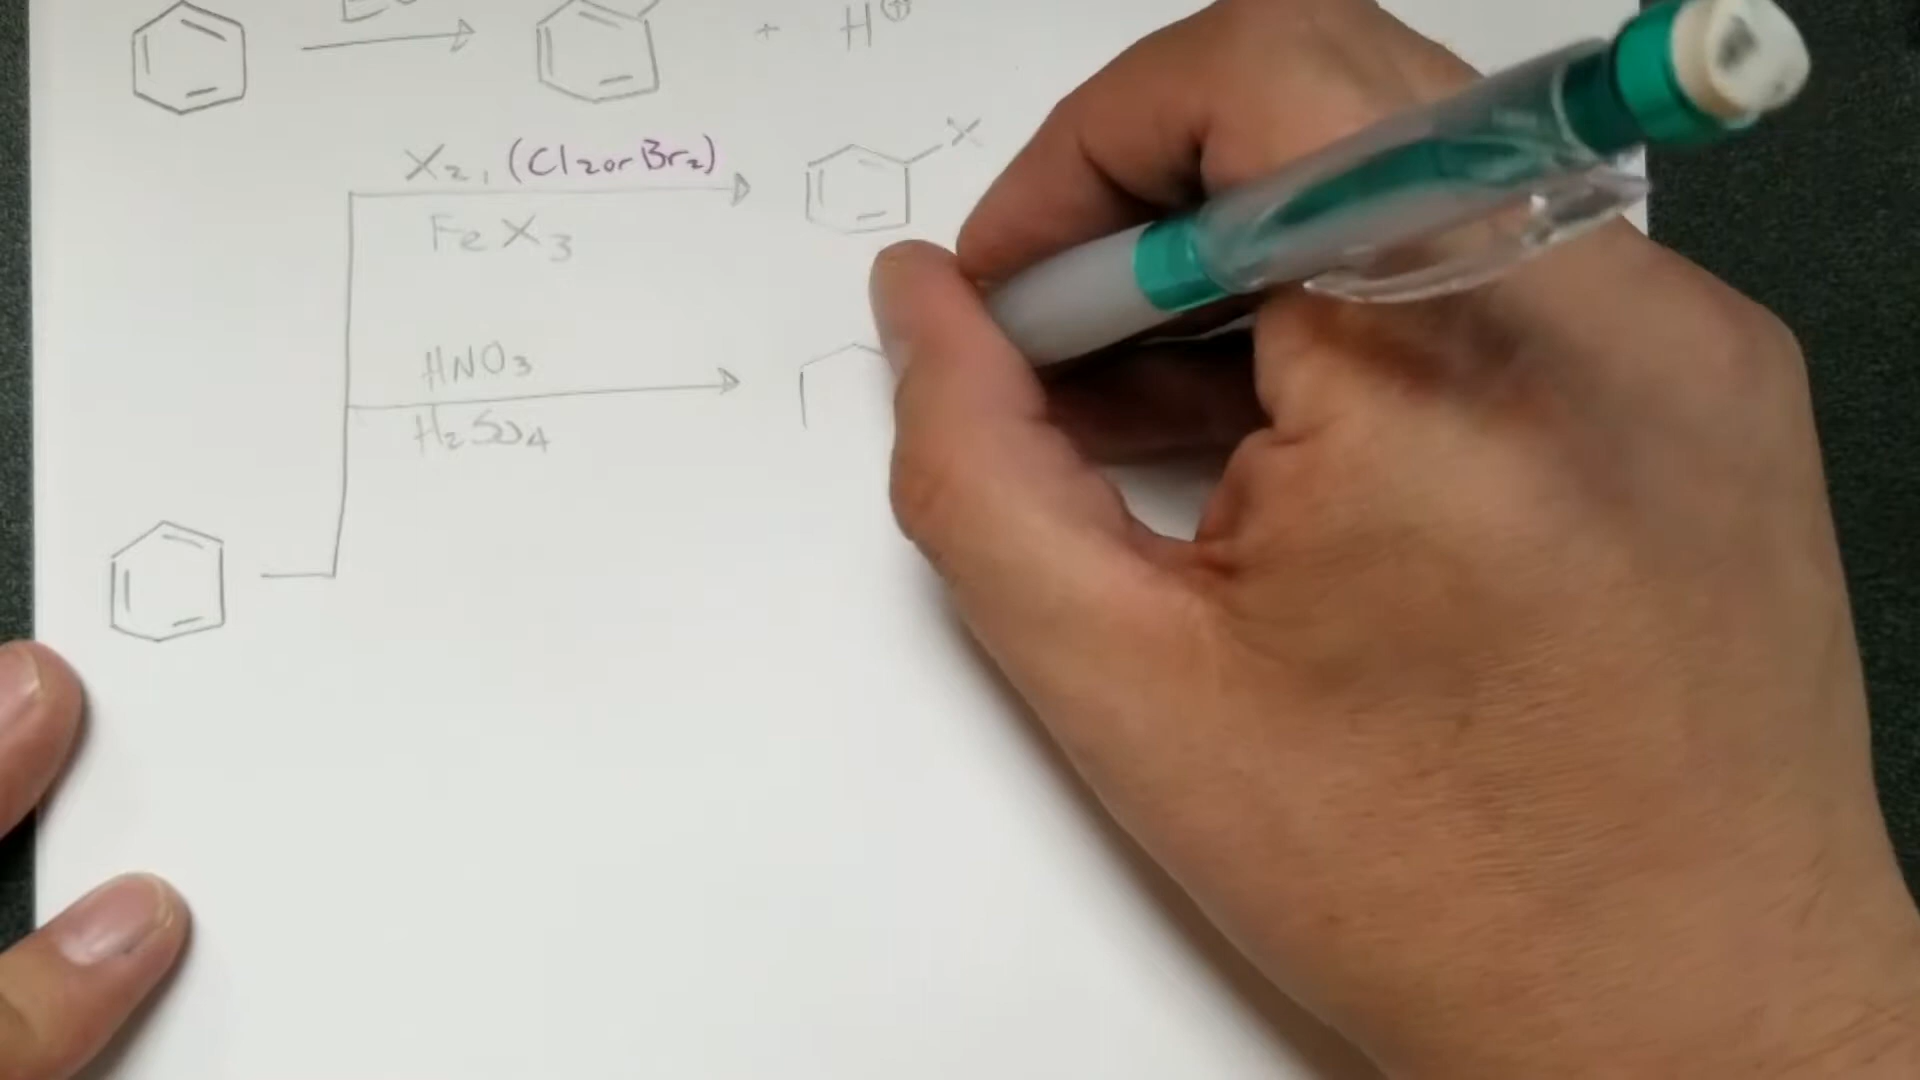 + H⊕
X
X₂, (Cl₂ or Br₂)
FeX₃
HNO₃
H₂SO₄